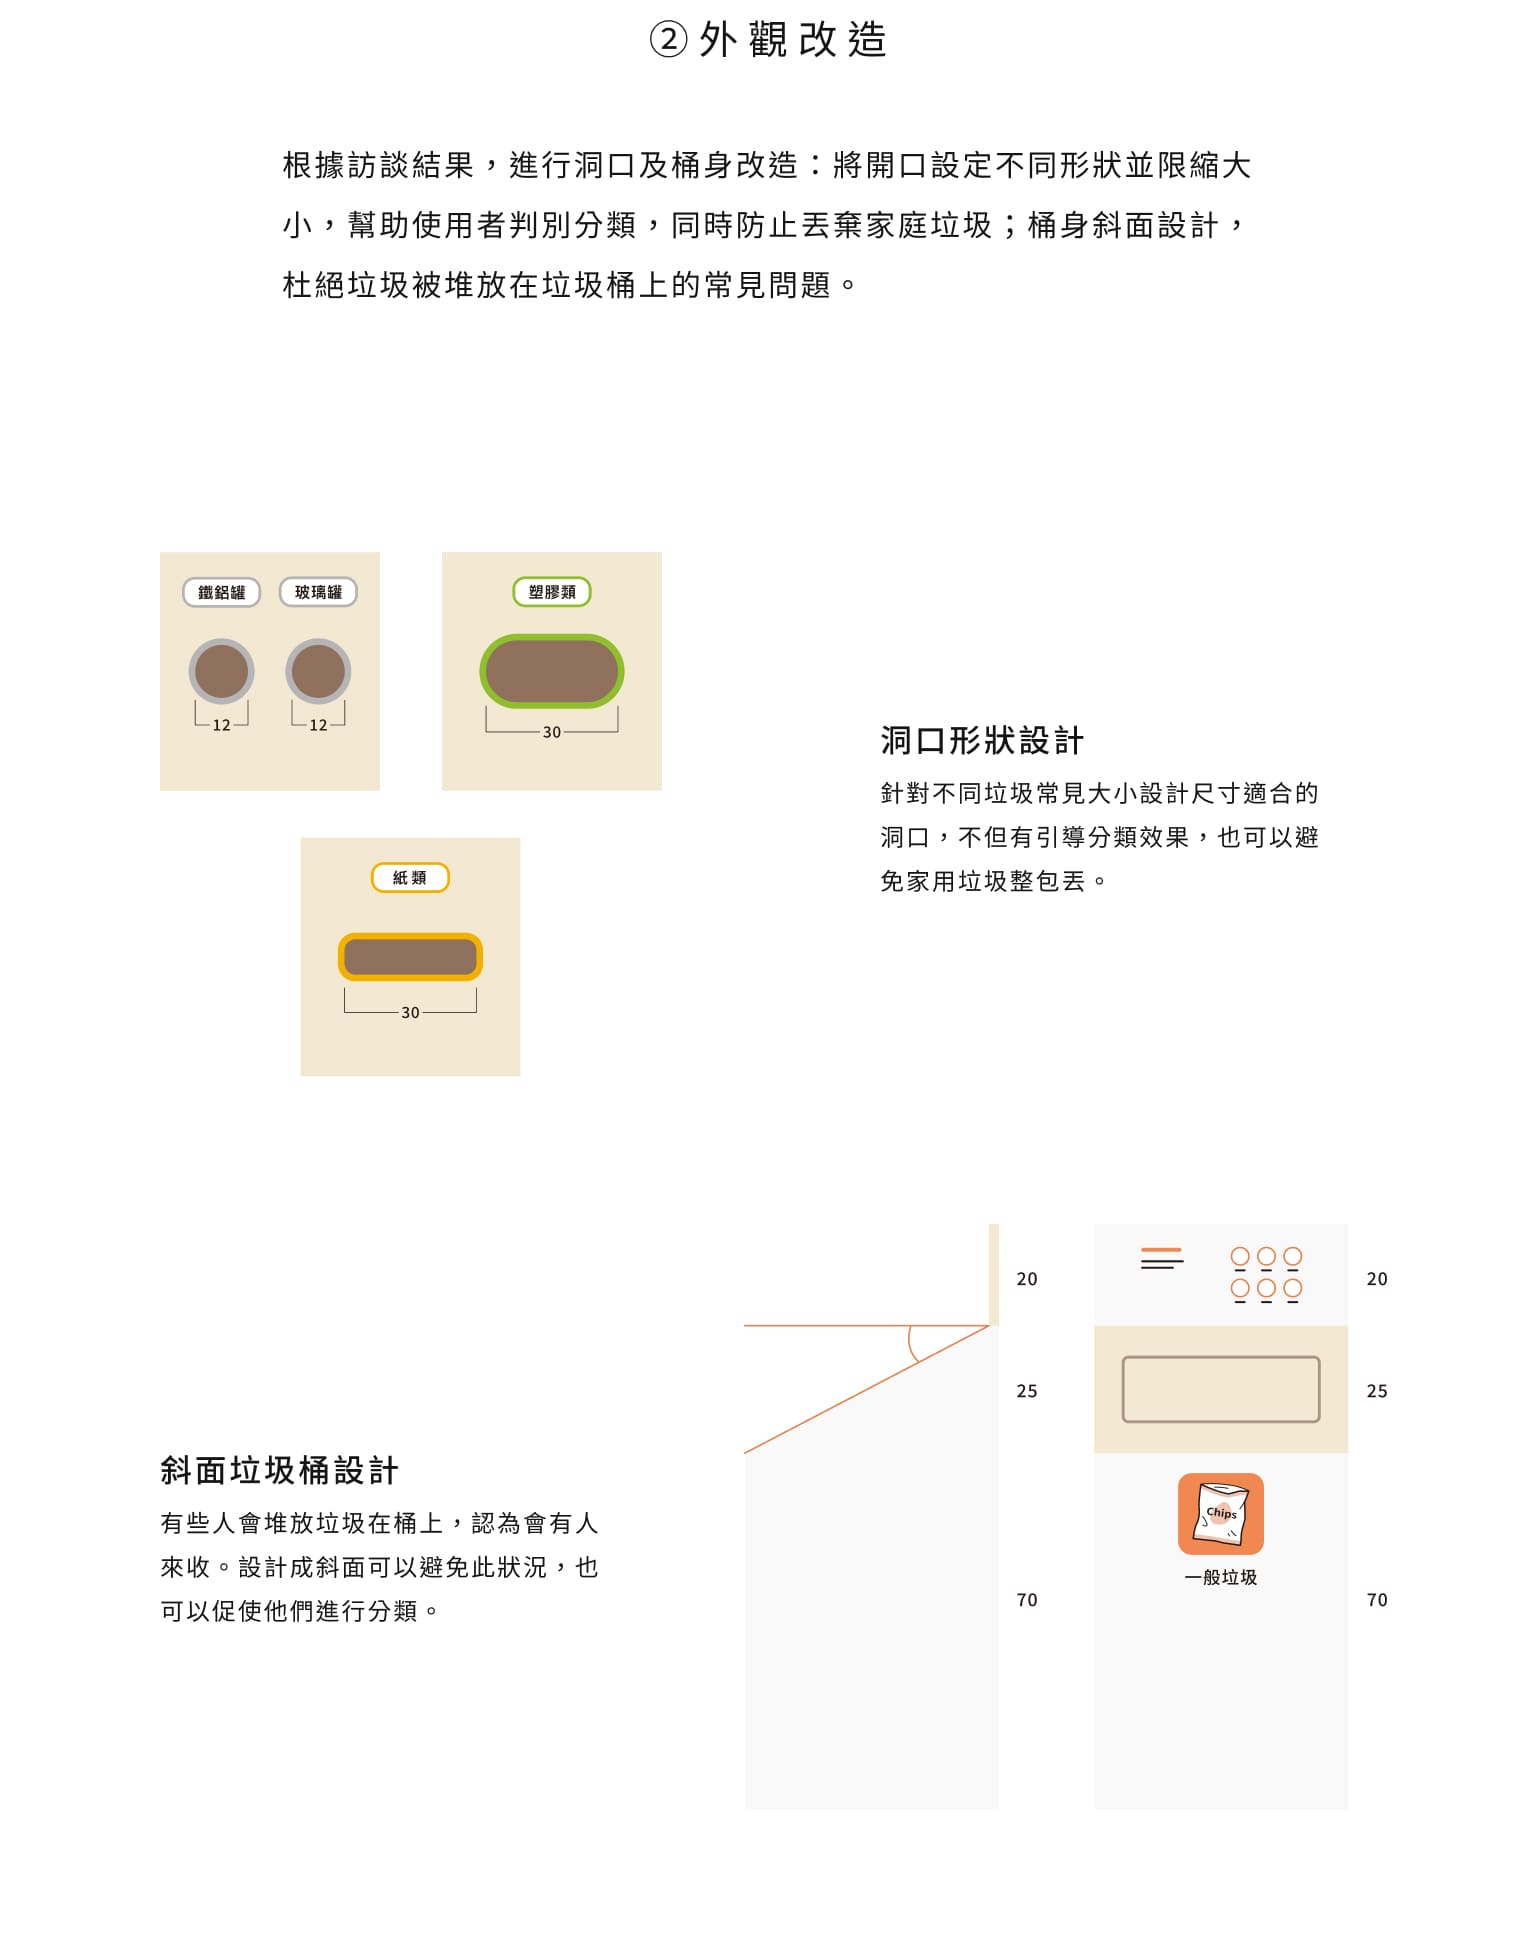 ②外觀改造
根據訪談結果，進行洞口及桶身改造：將開口設定不同形狀並限縮大
小，幫助使用者判別分類，同時防止丟棄家庭垃圾；桶身斜面設計，
杜絕垃圾被堆放在垃圾桶上的常見問題。
鐵鋁罐
玻璃罐
12
12
塑膠類
30
紙類
30
洞口形狀設計
針對不同垃圾常見大小設計尺寸適合的
洞口，不但有引導分類效果，也可以避
免家用垃圾整包丟。
斜面垃圾桶設計
有些人會堆放垃圾在桶上，認為會有人
來收。設計成斜面可以避免此狀況，也
可以促使他們進行分類。
20
25
70
Chips
一般垃圾
20
25
70